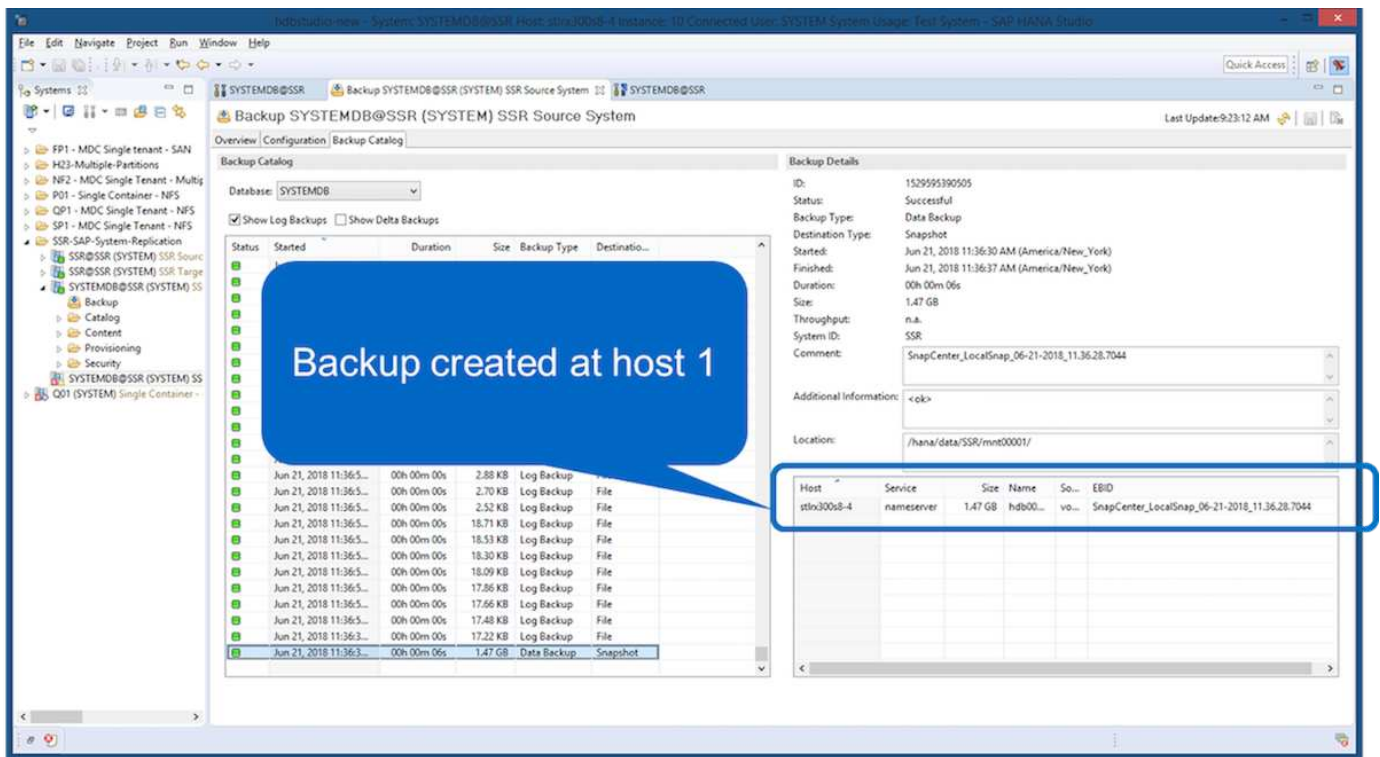 hdbstudio-new - System: SYSTEMDB@SSR Host: stlrx300s8-4 Instance: 10 Connected User: SYSTEM System Usage: Test System - SAP HANA Studio
File Edit Navigate Project Run Window Help
Quick Access
Systems
SYSTEMDB@SSR
Backup SYSTEMDB@SSR (SYSTEM) SSR Source System
SYSTEMDB@SSR
Backup SYSTEMDB@SSR (SYSTEM) SSR Source System
Last Update:9:23:12 AM
Overview
Configuration
Backup Catalog
FP1 - MDC Single tenant - SAN
H23-Multiple-Partitions
NF2 - MDC Single Tenant - Multip
P01 - Single Container - NFS
QP1 - MDC Single Tenant - NFS
SP1 - MDC Single Tenant - NFS
SSR-SAP-System-Replication
SSR@SSR (SYSTEM) SSR Sourc
SSR@SSR (SYSTEM) SSR Targe
SYSTEMDB@SSR (SYSTEM) SS
Backup
Catalog
Content
Provisioning
Security
SYSTEMDB@SSR (SYSTEM) SS
Q01 (SYSTEM) Single Container -
Backup Catalog
Database: SYSTEMDB
Show Log Backups Show Delta Backups
Status Started Duration Size Backup Type Destinatio...
Backup created at host 1
Jun 21, 2018 11:36:5... 00h 00m 00s 2.88 KB Log Backup
Jun 21, 2018 11:36:5... 00h 00m 00s 2.70 KB Log Backup File
Jun 21, 2018 11:36:5... 00h 00m 00s 2.52 KB Log Backup File
Jun 21, 2018 11:36:5... 00h 00m 00s 18.71 KB Log Backup File
Jun 21, 2018 11:36:5... 00h 00m 00s 18.53 KB Log Backup File
Jun 21, 2018 11:36:5... 00h 00m 00s 18.30 KB Log Backup File
Jun 21, 2018 11:36:5... 00h 00m 00s 18.09 KB Log Backup File
Jun 21, 2018 11:36:5... 00h 00m 00s 17.86 KB Log Backup File
Jun 21, 2018 11:36:5... 00h 00m 00s 17.66 KB Log Backup File
Jun 21, 2018 11:36:5... 00h 00m 00s 17.48 KB Log Backup File
Jun 21, 2018 11:36:3... 00h 00m 00s 17.22 KB Log Backup File
Jun 21, 2018 11:36:3... 00h 00m 06s 1.47 GB Data Backup Snapshot
Backup Details
ID: 1529595390505
Status: Successful
Backup Type: Data Backup
Destination Type: Snapshot
Started: Jun 21, 2018 11:36:30 AM (America/New_York)
Finished: Jun 21, 2018 11:36:37 AM (America/New_York)
Duration: 00h 00m 06s
Size: 1.47 GB
Throughput: n.a.
System ID: SSR
Comment: SnapCenter_LocalSnap_06-21-2018_11.36.28.7044
Additional Information: <ok>
Location: /hana/data/SSR/mnt00001/
Host Service Size Name So... EBID
stlrx300s8-4 nameserver 1.47 GB hdb00... vo... SnapCenter_LocalSnap_06-21-2018_11.36.28.7044